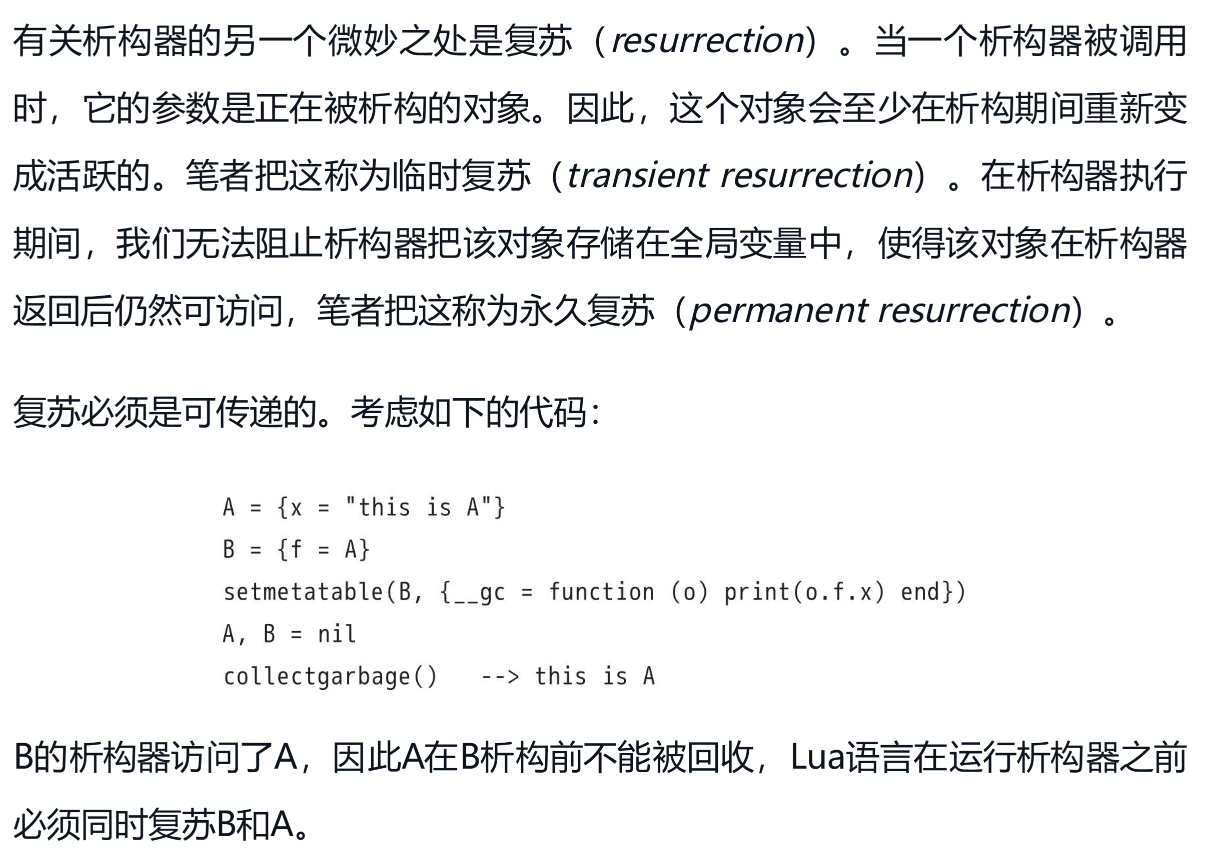 有关析构器的另一个微妙之处是复苏（resurrection）。当一个析构器被调用
时，它的参数是正在被析构的对象。因此，这个对象会至少在析构期间重新变
成活跃的。笔者把这称为临时复苏（transient resurrection）。在析构器执行
期间，我们无法阻止析构器把该对象存储在全局变量中，使得该对象在析构器
返回后仍然可访问，笔者把这称为永久复苏（permanent resurrection）。
复苏必须是可传递的。考虑如下的代码：
A = {x = "this is A"}
B = {f = A}
setmetatable(B, {__gc = function (o) print(o.f.x) end})
A, B = nil
collectgarbage()   --> this is A
B的析构器访问了A，因此A在B析构前不能被回收，Lua语言在运行析构器之前
必须同时复苏B和A。